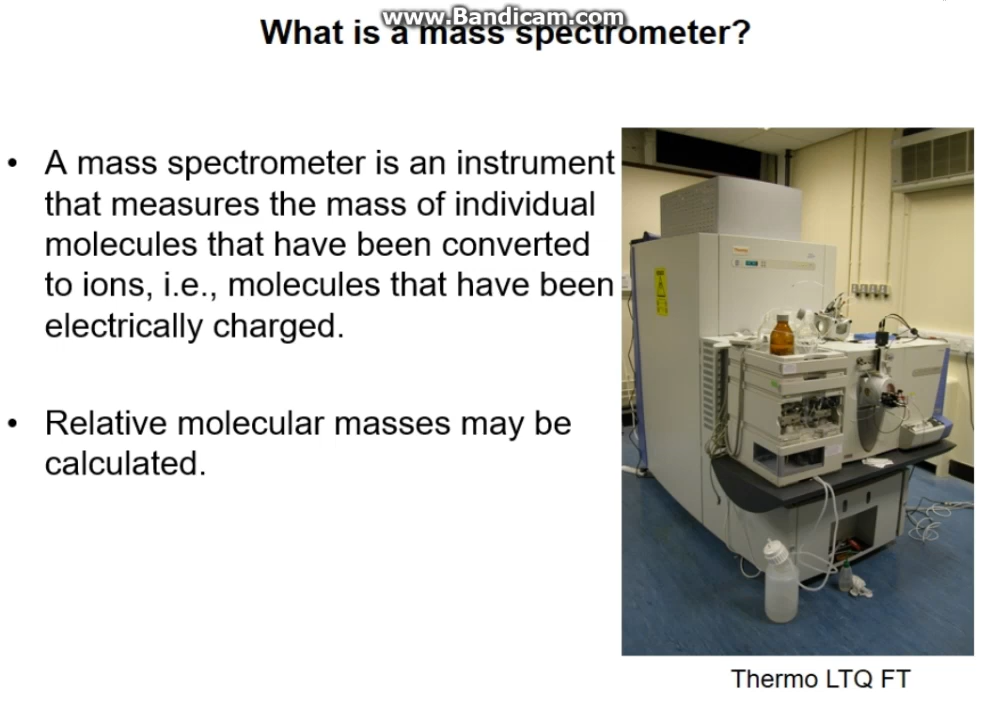 www.Bandicam.com
What is a mass spectrometer?
• A mass spectrometer is an instrument
that measures the mass of individual
molecules that have been converted
to ions, i.e., molecules that have been
electrically charged.
• Relative molecular masses may be
calculated.
Thermo LTQ FT